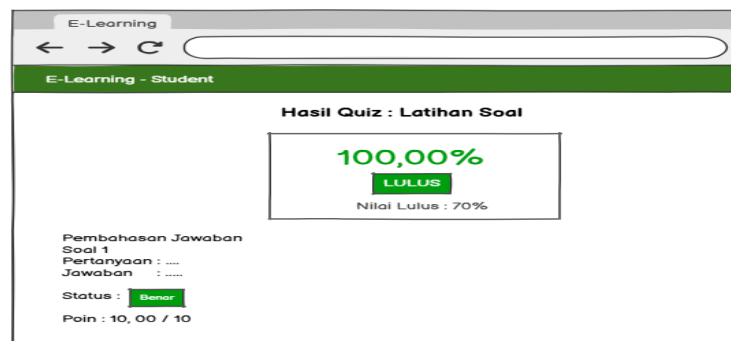 E-Learning
E-Learning - Student
Hasil Quiz : Latihan Soal
100,00%
LULUS
Nilai Lulus : 70%
Pembahasan Jawaban
Soal 1
Pertanyaan : ....
Jawaban : .....
Status : Benar
Poin : 10, 00 / 10